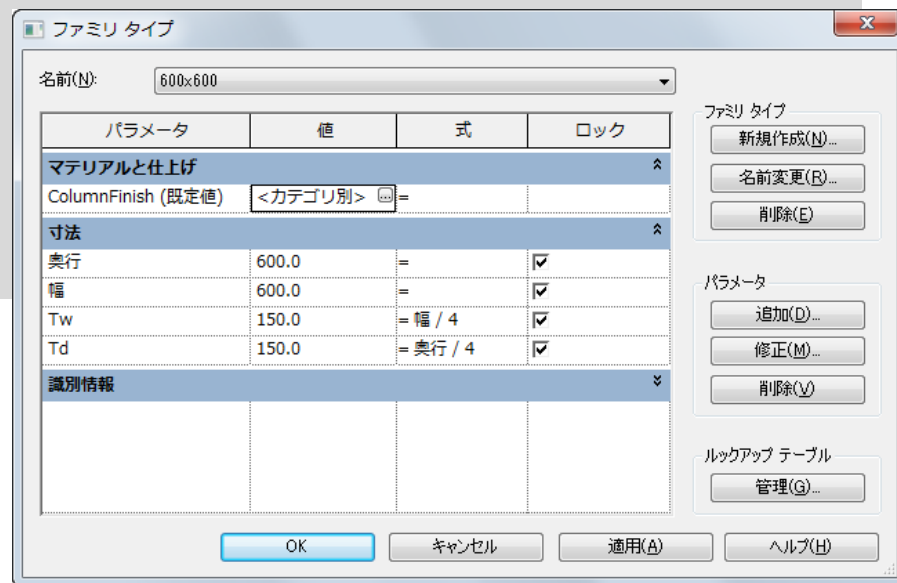 ファミリ タイプ
名前(N):
600x600
パラメータ 値 式 ロック
マテリアルと仕上げ
ColumnFinish (既定値) <カテゴリ別> =
寸法
奥行 600.0 =
幅 600.0 =
Tw 150.0 = 幅 / 4
Td 150.0 = 奥行 / 4
識別情報
ファミリ タイプ
新規作成(N)...
名前変更(R)...
削除(E)
パラメータ
追加(D)...
修正(M)...
削除(V)
ルックアップ テーブル
管理(G)...
OK キャンセル 適用(A) ヘルプ(H)